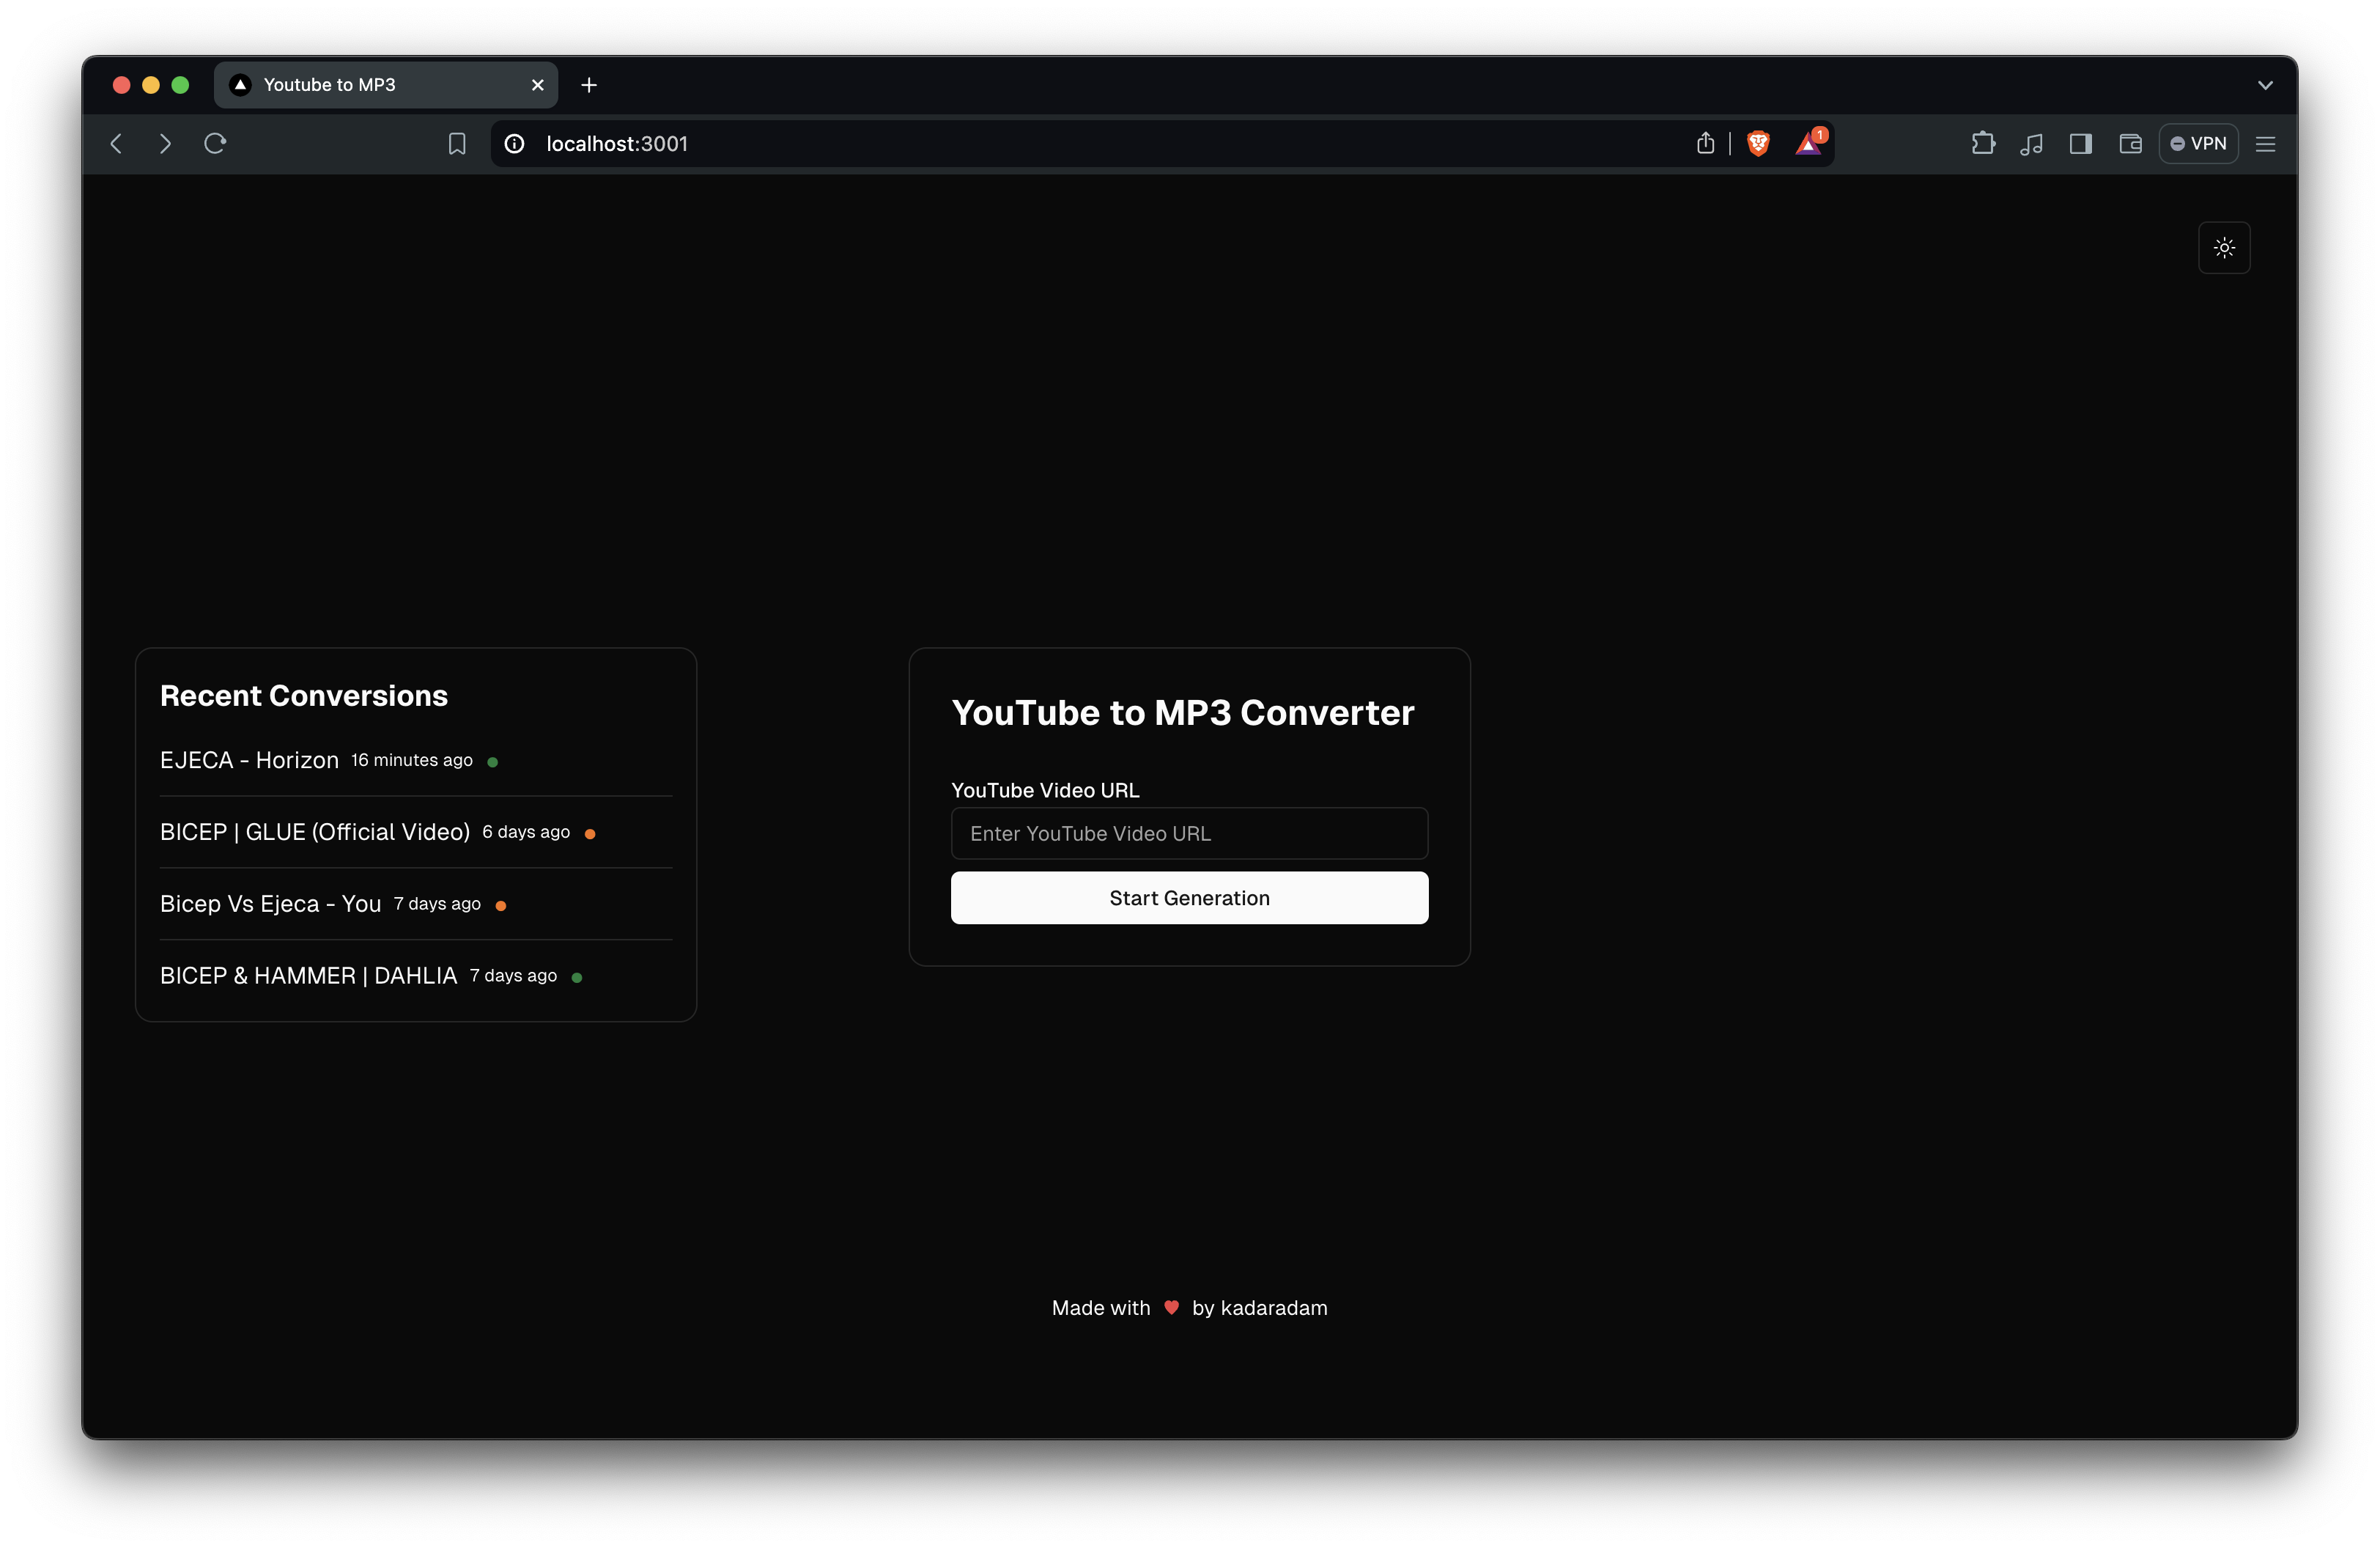 Youtube to MP3
localhost:3001
1
VPN
Recent Conversions
EJECA - Horizon 16 minutes ago
BICEP | GLUE (Official Video) 6 days ago
Bicep Vs Ejeca - You 7 days ago
BICEP & HAMMER | DAHLIA 7 days ago
YouTube to MP3 Converter
YouTube Video URL
Enter YouTube Video URL
Start Generation
Made with ♥ by kadaradam